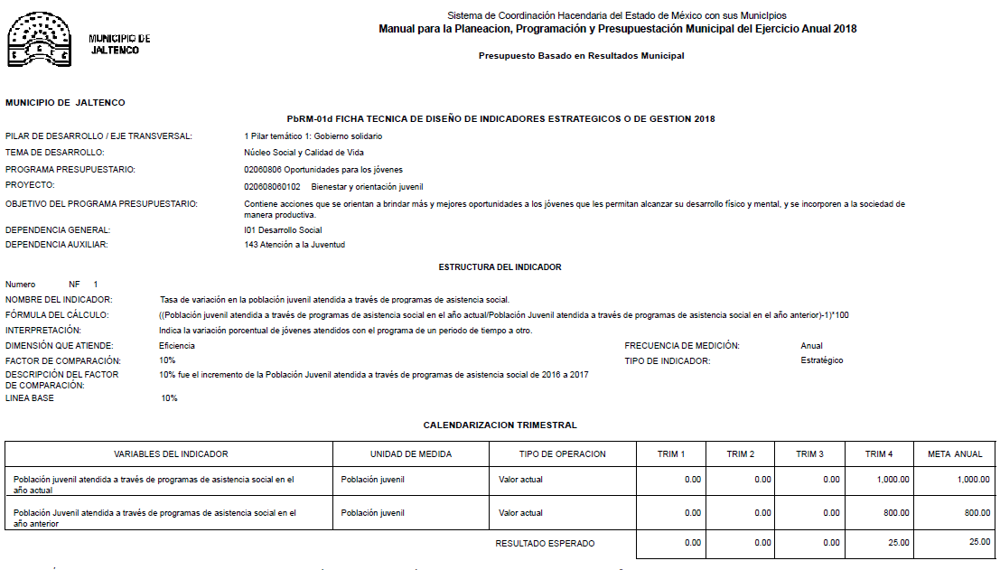 Sistema de Coordinación Hacendaria del Estado de México con sus Municipios
MUNICIPIO DE
JALTENCO
Manual para la Planeacion, Programación y Presupuestación Municipal del Ejercicio Anual 2018
Presupuesto Basado en Resultados Municipal
MUNICIPIO DE JALTENCO
PbRM-01d FICHA TECNICA DE DISEÑO DE INDICADORES ESTRATEGICOS O DE GESTION 2018
PILAR DE DESARROLLO / EJE TRANSVERSAL: 1 Pilar temático 1: Gobierno solidario
TEMA DE DESARROLLO: Núcleo Social y Calidad de Vida
PROGRAMA PRESUPUESTARIO: 02060806 Oportunidades para los jóvenes
PROYECTO: 020608060102 Bienestar y orientación juvenil
OBJETIVO DEL PROGRAMA PRESUPUESTARIO: Contiene acciones que se orientan a brindar más y mejores oportunidades a los jóvenes que les permitan alcanzar su desarrollo físico y mental, y se incorporen a la sociedad de
manera productiva.
DEPENDENCIA GENERAL: I01 Desarrollo Social
DEPENDENCIA AUXILIAR: 143 Atención a la Juventud
ESTRUCTURA DEL INDICADOR
Numero NF 1
NOMBRE DEL INDICADOR: Tasa de variación en la población juvenil atendida a través de programas de asistencia social.
FÓRMULA DEL CÁLCULO: ((Población juvenil atendida a través de programas de asistencia social en el año actual/Población Juvenil atendida a través de programas de asistencia social en el año anterior)-1)*100
INTERPRETACIÓN: Indica la variación porcentual de jóvenes atendidos con el programa de un periodo de tiempo a otro.
DIMENSIÓN QUE ATIENDE: Eficiencia FRECUENCIA DE MEDICIÓN: Anual
FACTOR DE COMPARACIÓN: 10% TIPO DE INDICADOR: Estratégico
DESCRIPCIÓN DEL FACTOR 10% fue el incremento de la Población Juvenil atendida a través de programas de asistencia social de 2016 a 2017
DE COMPARACIÓN:
LINEA BASE 10%
CALENDARIZACION TRIMESTRAL
VARIABLES DEL INDICADOR UNIDAD DE MEDIDA TIPO DE OPERACION TRIM 1 TRIM 2 TRIM 3 TRIM 4 META ANUAL
Población juvenil atendida a través de programas de asistencia social en el Población juvenil Valor actual 0.00 0.00 0.00 1,000.00 1,000.00
año actual
Población Juvenil atendida a través de programas de asistencia social en el Población juvenil Valor actual 0.00 0.00 0.00 800.00 800.00
año anterior
RESULTADO ESPERADO 0.00 0.00 0.00 25.00 25.00